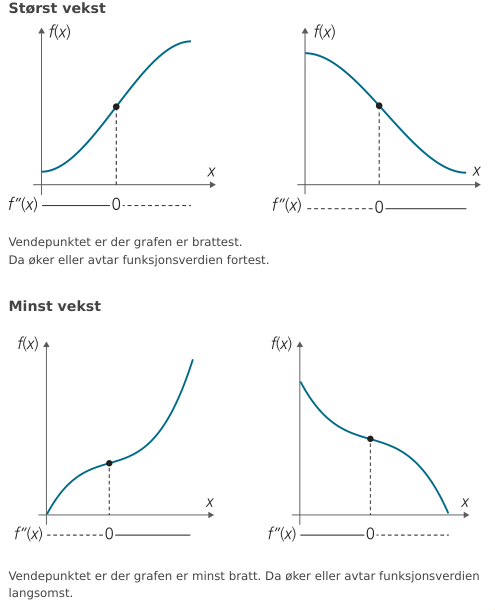 Størst vekst
f(x)
f(x)
x
x
f″(x) 0
f″(x) 0
Vendepunktet er der grafen er brattest.
Da øker eller avtar funksjonsverdien fortest.
Minst vekst
f(x)
f(x)
x
x
f″(x) 0
f″(x) 0
Vendepunktet er der grafen er minst bratt. Da øker eller avtar funksjonsverdien
langsomst.